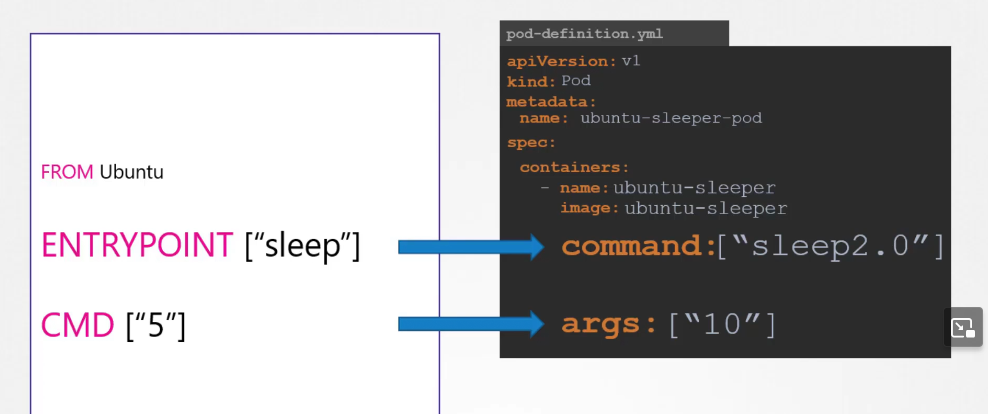 FROM Ubuntu
ENTRYPOINT [“sleep”]
CMD [“5”]
pod-definition.yml
apiVersion: v1
kind: Pod
metadata:
name: ubuntu-sleeper-pod
spec:
containers:
- name: ubuntu-sleeper
image: ubuntu-sleeper
command:[“sleep2.0”]
args: [“10”]